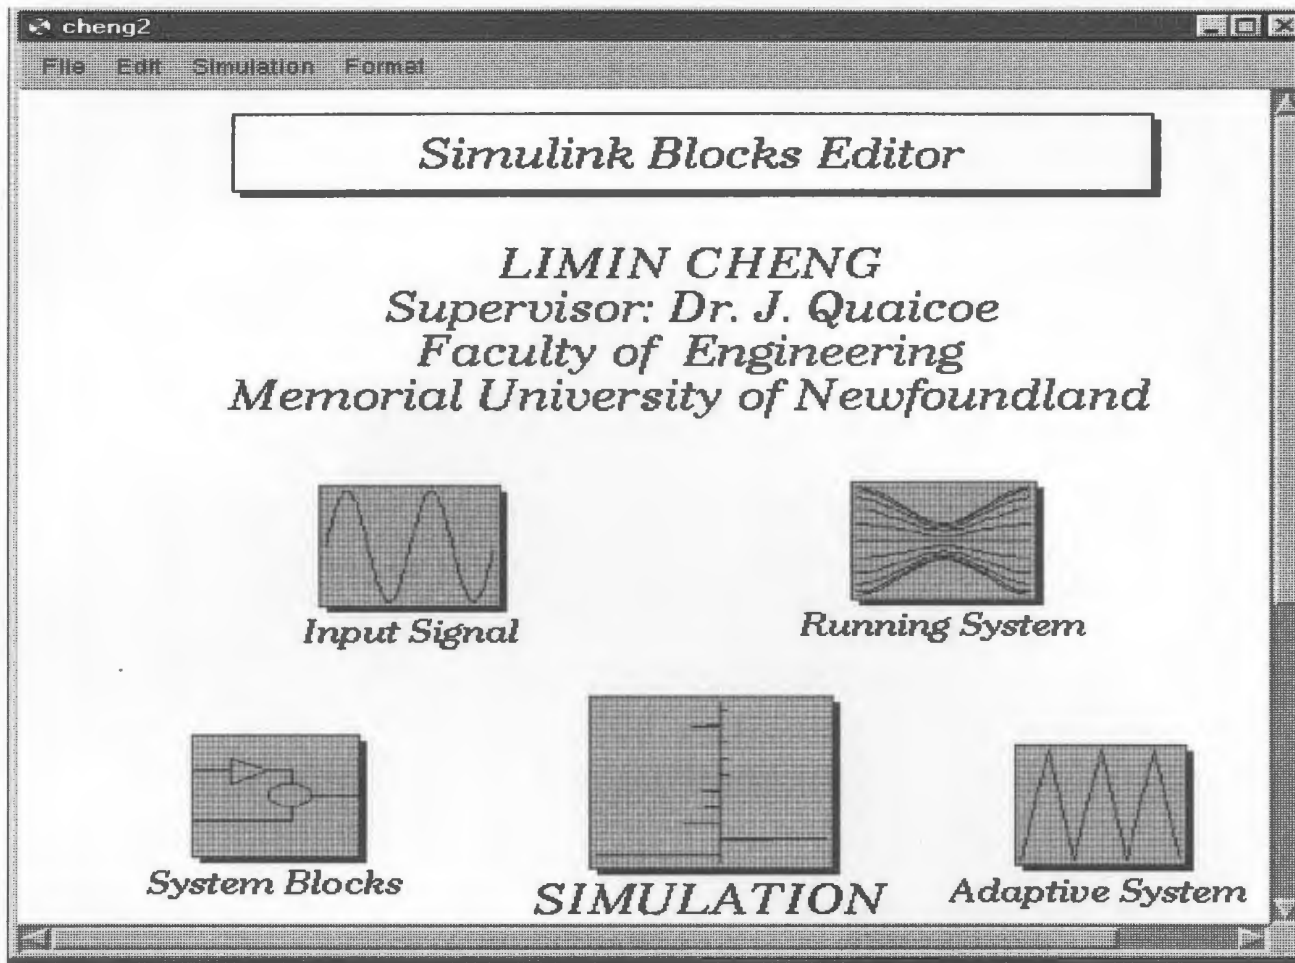 cheng2
File Edit Simulation Format
Simulink Blocks Editor
LIMIN CHENG
Supervisor: Dr. J. Quaicoe
Faculty of Engineering
Memorial University of Newfoundland
Input Signal
Running System
System Blocks
SIMULATION
Adaptive System